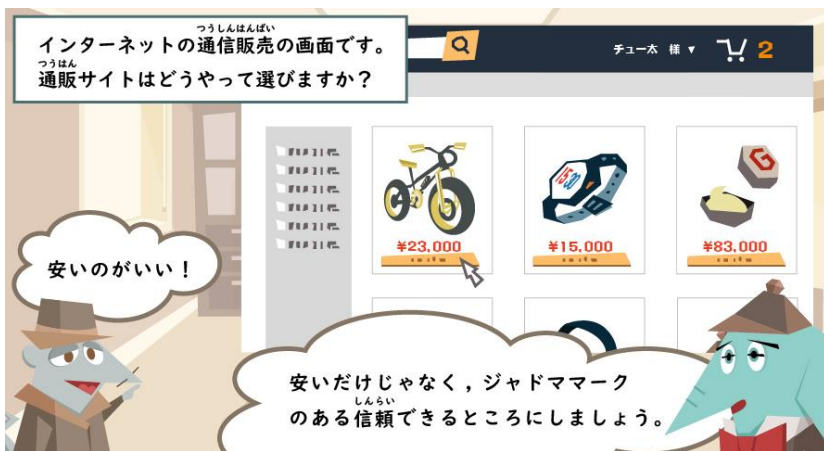 インターネットの通信販売の画面です。
つうしんはんばい
通販サイトはどうやって選びますか?
つうはん
チュー太 様 ▼
2
¥23,000
¥15,000
¥83,000
15:30
G
安いのがいい!
安いだけじゃなく,ジャドママーク
のある信頼できるところにしましょう。
しんらい